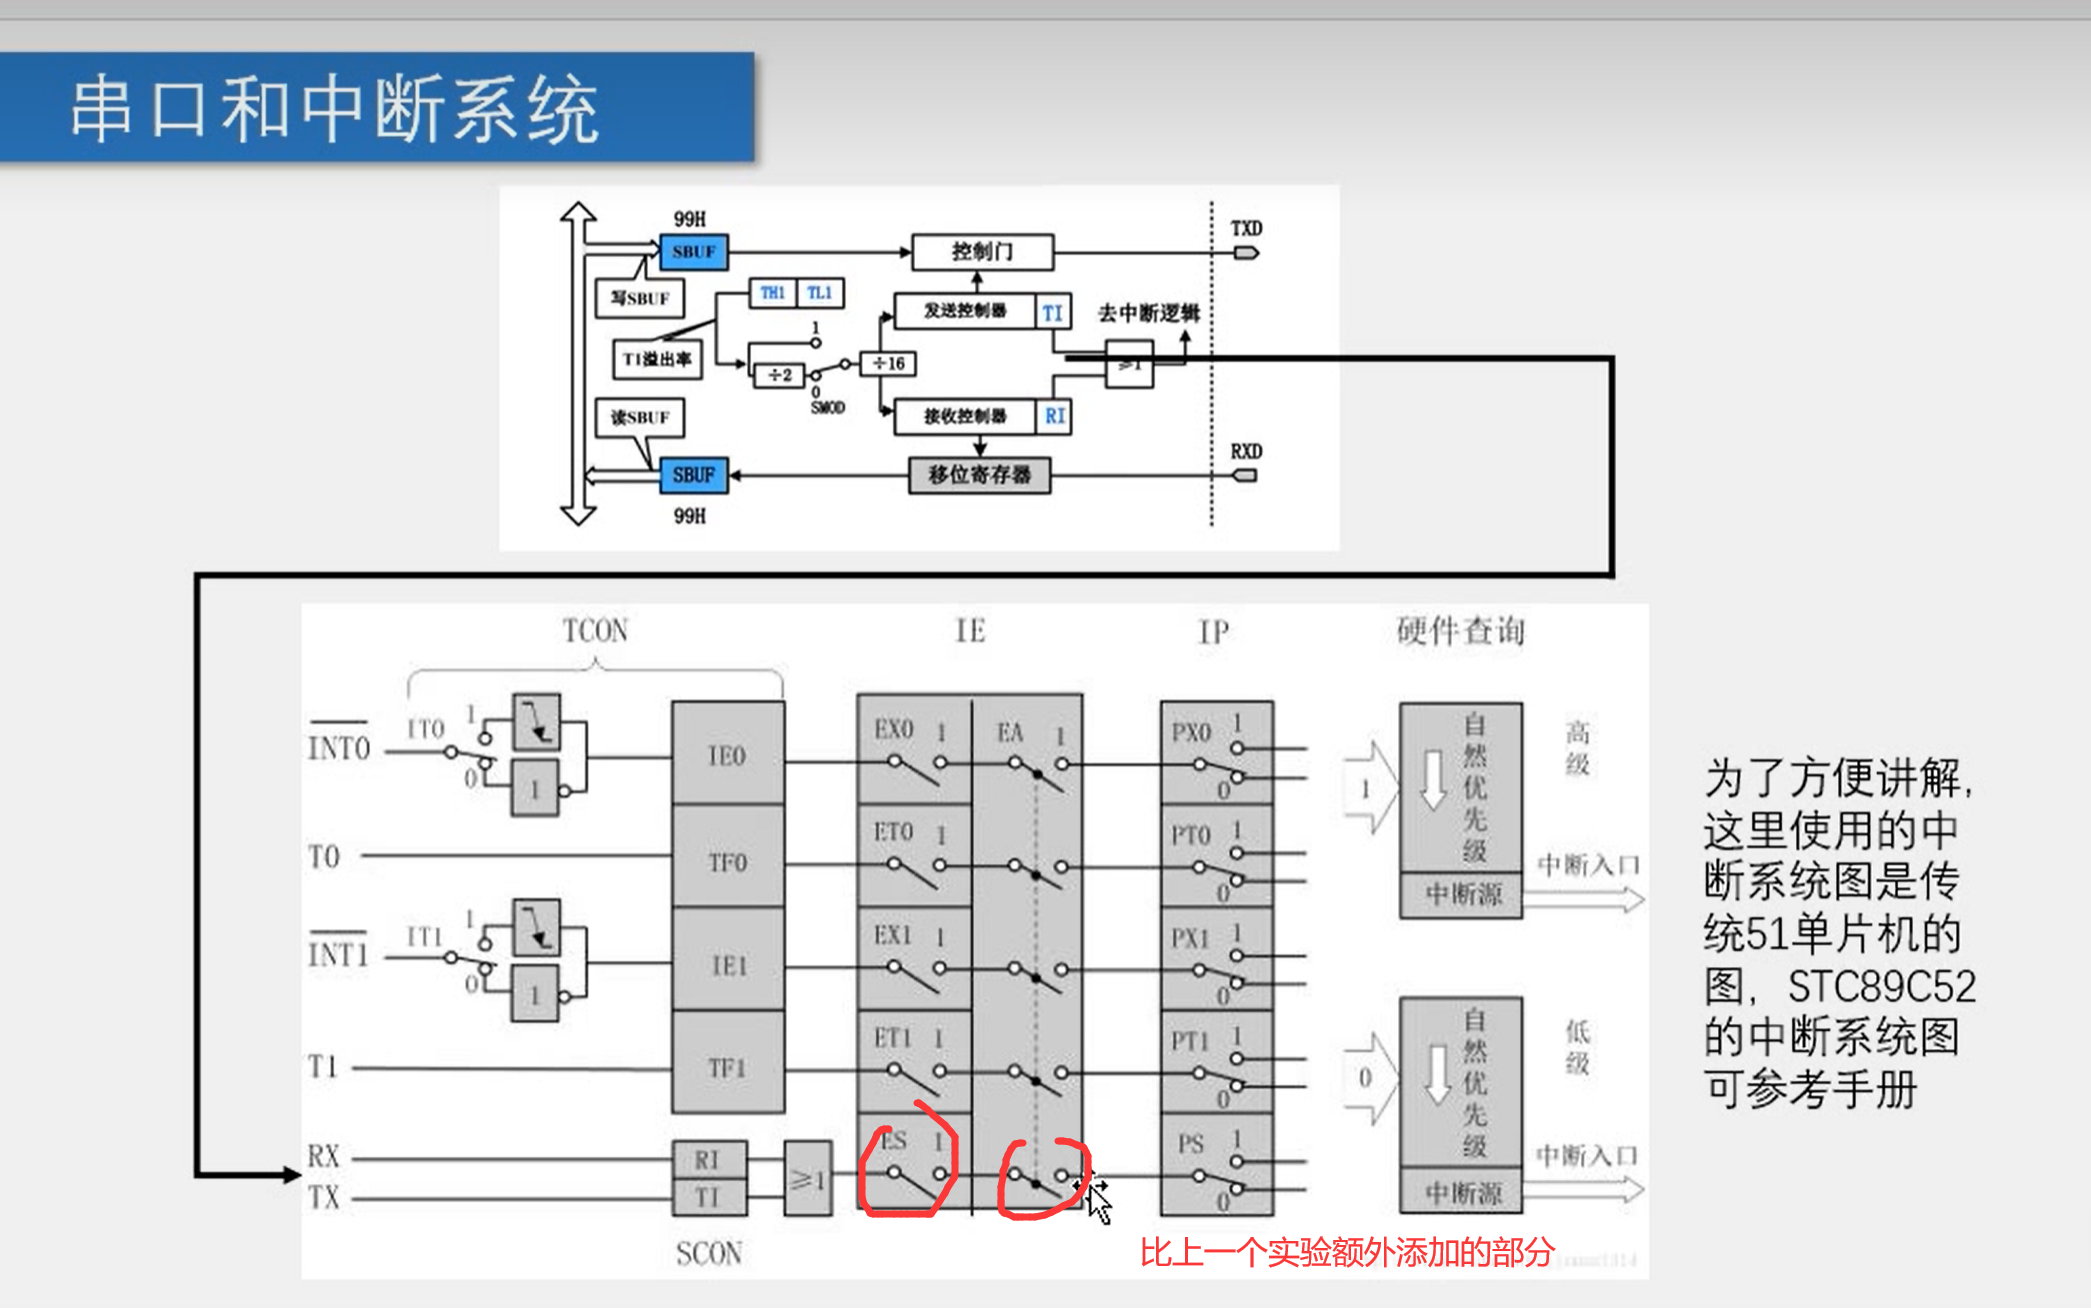 串口和中断系统
99H
TXD
SBUF
控制门
写SBUF
TH1
TL1
发送控制器
TI
去中断逻辑
1
T1溢出率
÷2
÷16
≥1
0
SMOD
读SBUF
接收控制器
RI
RXD
SBUF
移位寄存器
99H
TCON
IE
IP
硬件查询
INT0
IT0
1
0
1
IE0
EX0
1
EA
1
PX0
1
0
1
自然优先级
高级
T0
TF0
ET0
1
PT0
1
0
中断源
中断入口
INT1
IT1
1
0
1
IE1
EX1
1
PX1
1
0
T1
TF1
ET1
1
PT1
1
0
0
自然优先级
低级
RX
RI
≥1
ES
1
PS
1
0
TX
TI
中断源
中断入口
SCON
比上一个实验额外添加的部分
为了方便讲解，
这里使用的中
断系统图是传
统51单片机的
图，STC89C52
的中断系统图
可参考手册